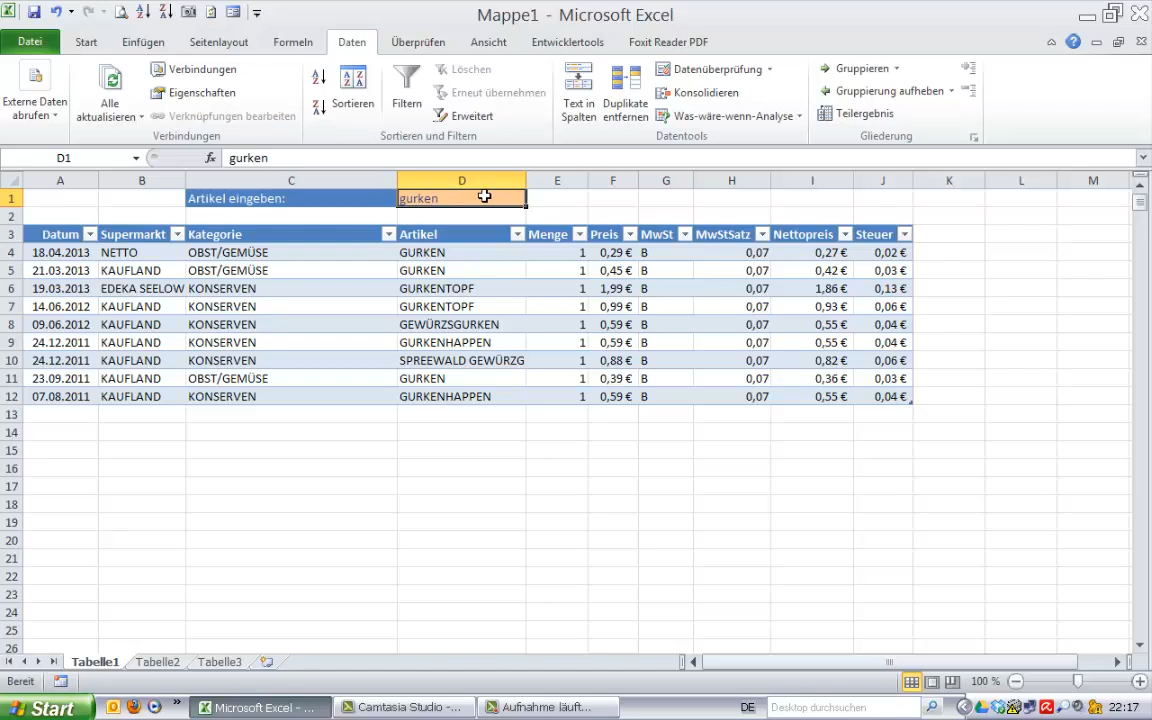 Mappe1 - Microsoft Excel
Datei Start Einfügen Seitenlayout Formeln Daten Überprüfen Ansicht Entwicklertools Foxit Reader PDF
Externe Daten abrufen
Alle aktualisieren
Verbindungen
Eigenschaften
Verknüpfungen bearbeiten
Verbindungen
Sortieren
Filtern
Löschen
Erneut übernehmen
Erweitert
Sortieren und Filtern
Text in Spalten
Duplikate entfernen
Datenüberprüfung
Konsolidieren
Was-wäre-wenn-Analyse
Datentools
Gruppieren
Gruppierung aufheben
Teilergebnis
Gliederung
D1 fx gurken
A B C D E F G H I J K L M
1 Artikel eingeben: gurken
2
3 Datum Supermarkt Kategorie Artikel Menge Preis MwSt MwStSatz Nettopreis Steuer
4 18.04.2013 NETTO OBST/GEMÜSE GURKEN 1 0,29 € B 0,07 0,27 € 0,02 €
5 21.03.2013 KAUFLAND OBST/GEMÜSE GURKEN 1 0,45 € B 0,07 0,42 € 0,03 €
6 19.03.2013 EDEKA SEELOW KONSERVEN GURKENTOPF 1 1,99 € B 0,07 1,86 € 0,13 €
7 14.06.2012 KAUFLAND KONSERVEN GURKENTOPF 1 0,99 € B 0,07 0,93 € 0,06 €
8 09.06.2012 KAUFLAND KONSERVEN GEWÜRZSGURKEN 1 0,59 € B 0,07 0,55 € 0,04 €
9 24.12.2011 KAUFLAND KONSERVEN GURKENHAPPEN 1 0,59 € B 0,07 0,55 € 0,04 €
10 24.12.2011 KAUFLAND KONSERVEN SPREEWALD GEWÜRZG 1 0,88 € B 0,07 0,82 € 0,06 €
11 23.09.2011 KAUFLAND OBST/GEMÜSE GURKEN 1 0,39 € B 0,07 0,36 € 0,03 €
12 07.08.2011 KAUFLAND KONSERVEN GURKENHAPPEN 1 0,59 € B 0,07 0,55 € 0,04 €
13
14
15
16
17
18
19
20
21
22
23
24
25
26
Tabelle1 Tabelle2 Tabelle3
Bereit 100 %
Start Microsoft Excel - ... Camtasia Studio -... Aufnahme läuft... DE Desktop durchsuchen 22:17